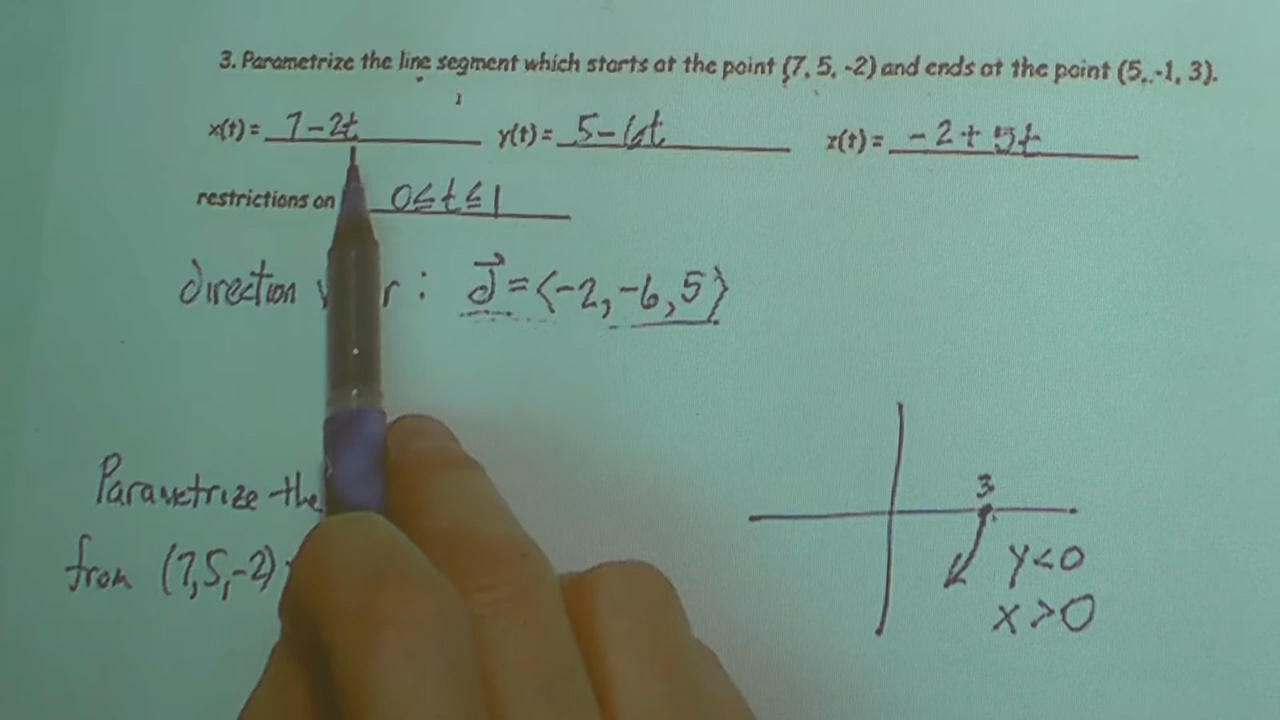 3. Parametrize the line segment which starts at the point (7, 5, -2) and ends at the point (5, -1, 3).
x(t) = 7-2t y(t) = 5-6t z(t) = -2+5t
restrictions on 0≤t≤1
direction : d⃗=⟨-2,-6,5⟩
3
Parametrize the
y<0
from (7,5,-2)
x>0